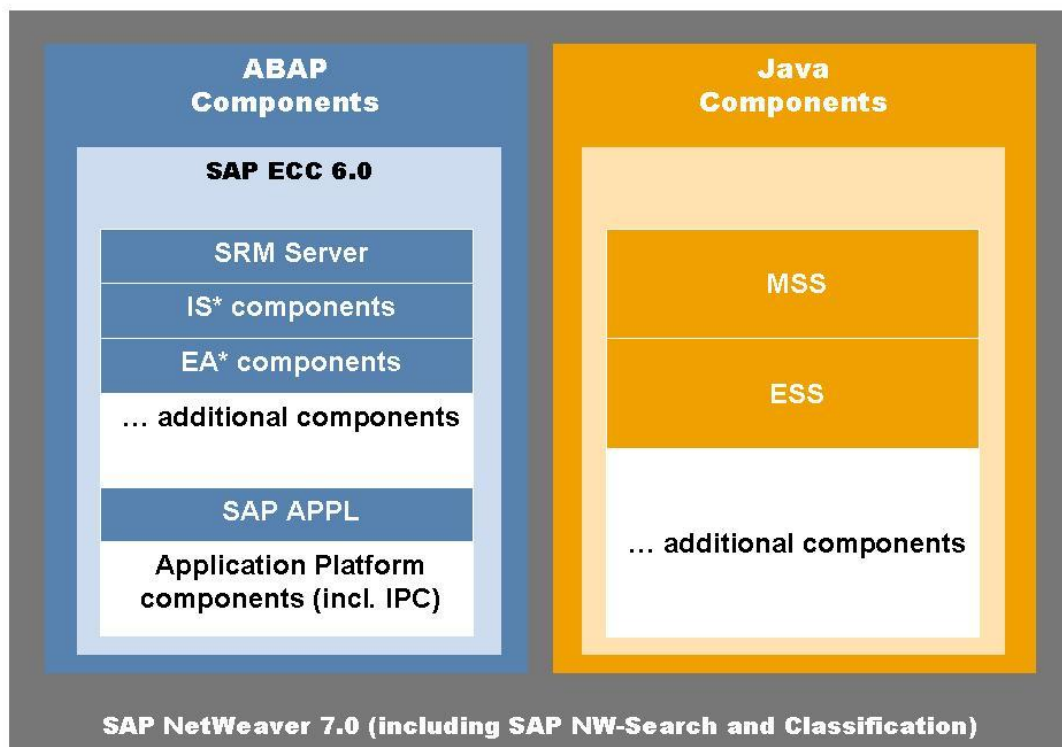 ABAP
Components
SAP ECC 6.0
SRM Server
IS* components
EA* components
… additional components
SAP APPL
Application Platform
components (incl. IPC)
Java
Components
MSS
ESS
… additional components
SAP NetWeaver 7.0 (including SAP NW-Search and Classification)